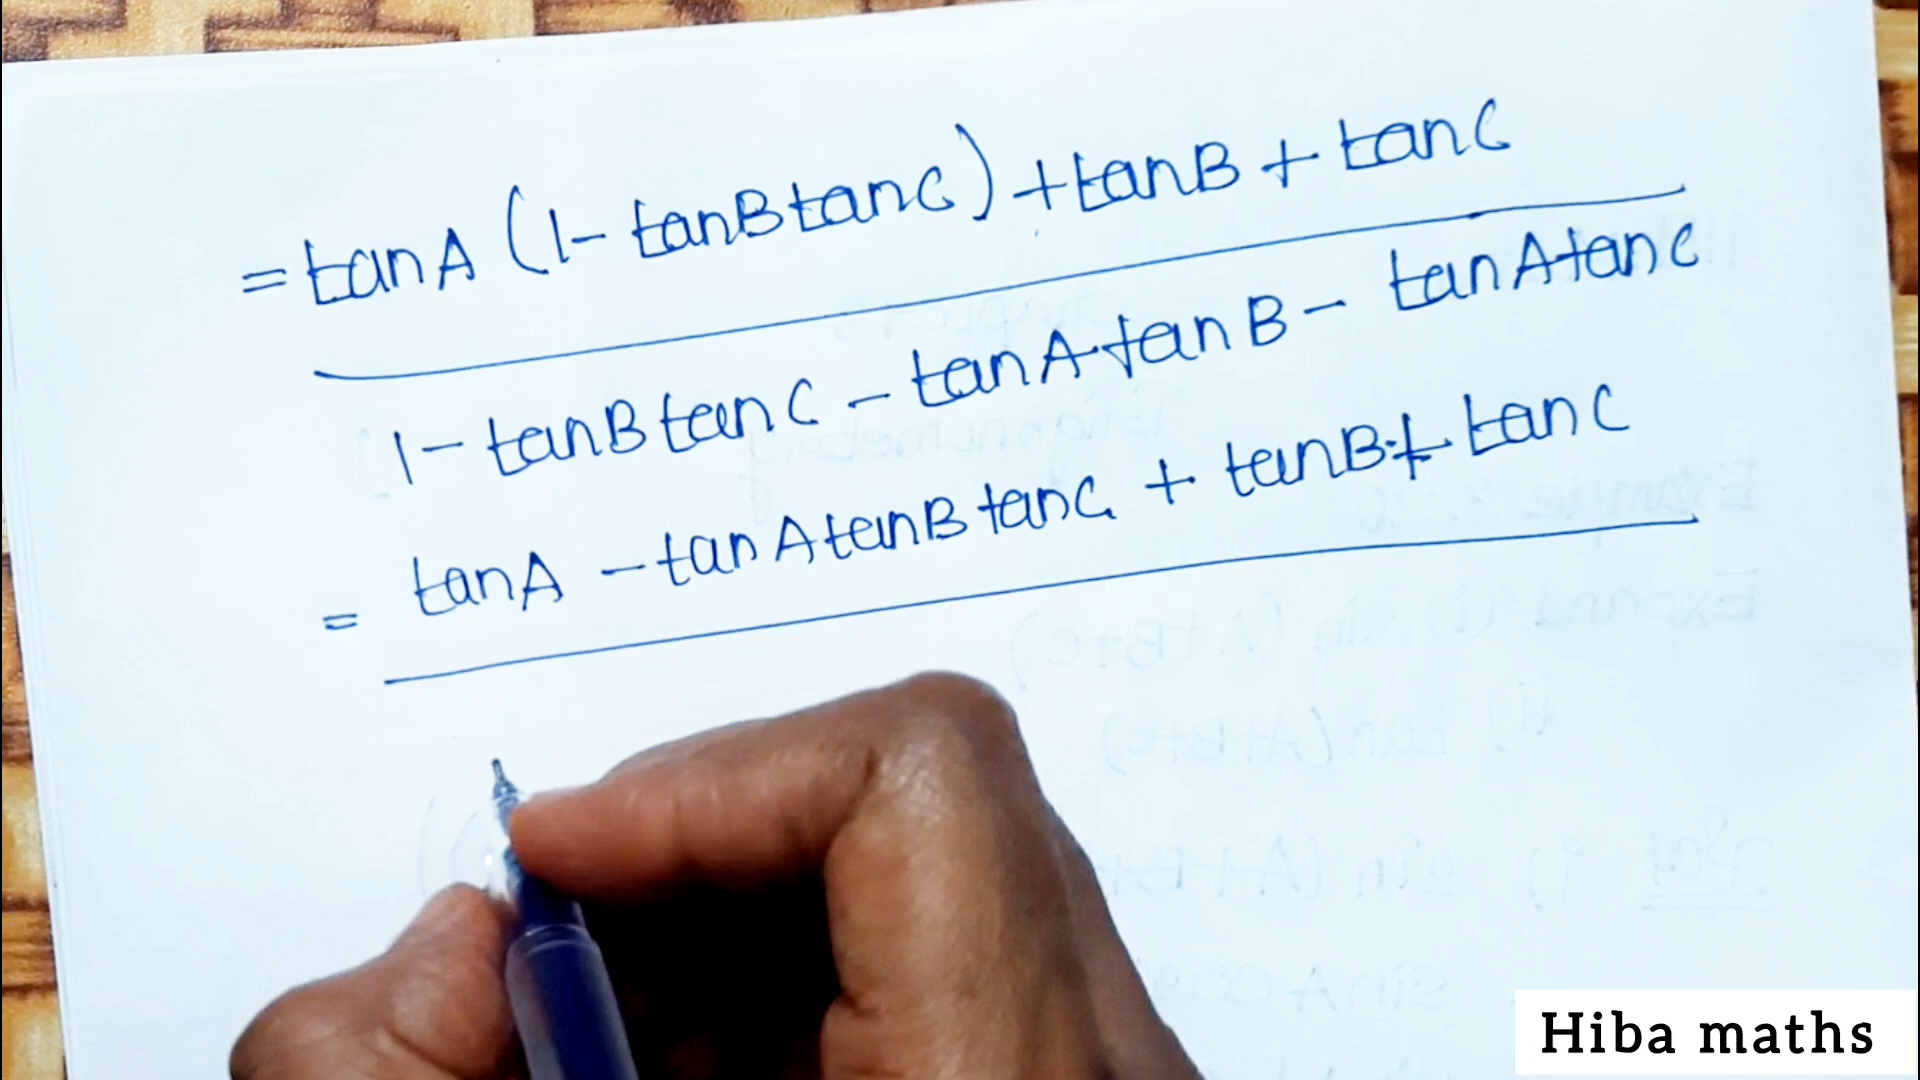 = tanA (1 - tanB tanC) + tanB + tanC
1 - tanB tanC - tanA tanB - tanA tanC
= tanA - tanA tanB tanC + tanB + tanC
Hiba maths